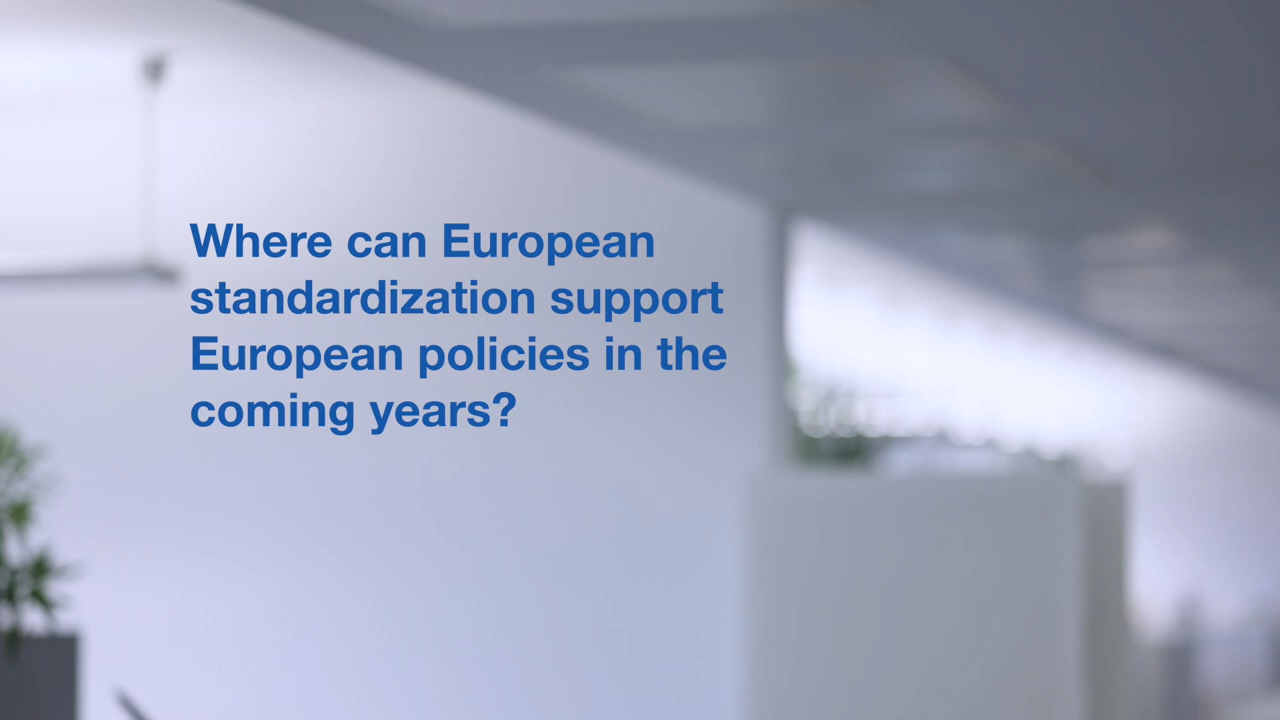 Where can European
standardization support
European policies in the
coming years?